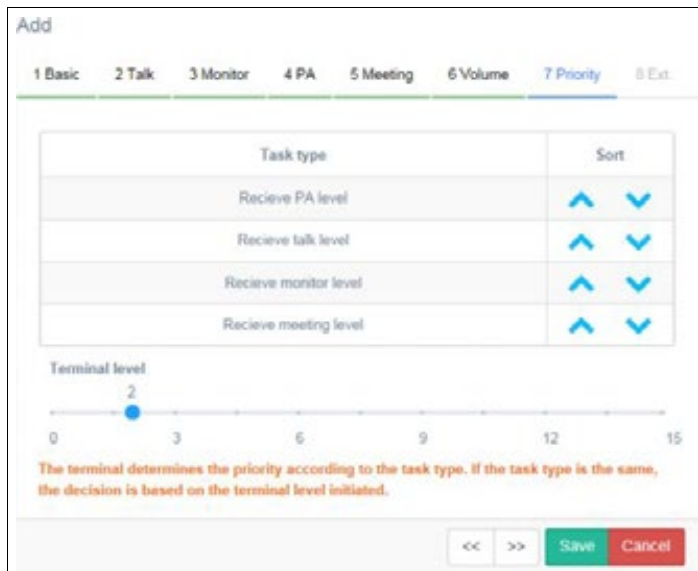 Add
1 Basic 2 Talk 3 Monitor 4 PA 5 Meeting 6 Volume 7 Priority 8 Ext.
Task type Sort
Recieve PA level
Recieve talk level
Recieve monitor level
Recieve meeting level
Terminal level
2
0 3 6 9 12 15
The terminal determines the priority according to the task type. If the task type is the same,
the decision is based on the terminal level initiated.
<< >> Save Cancel